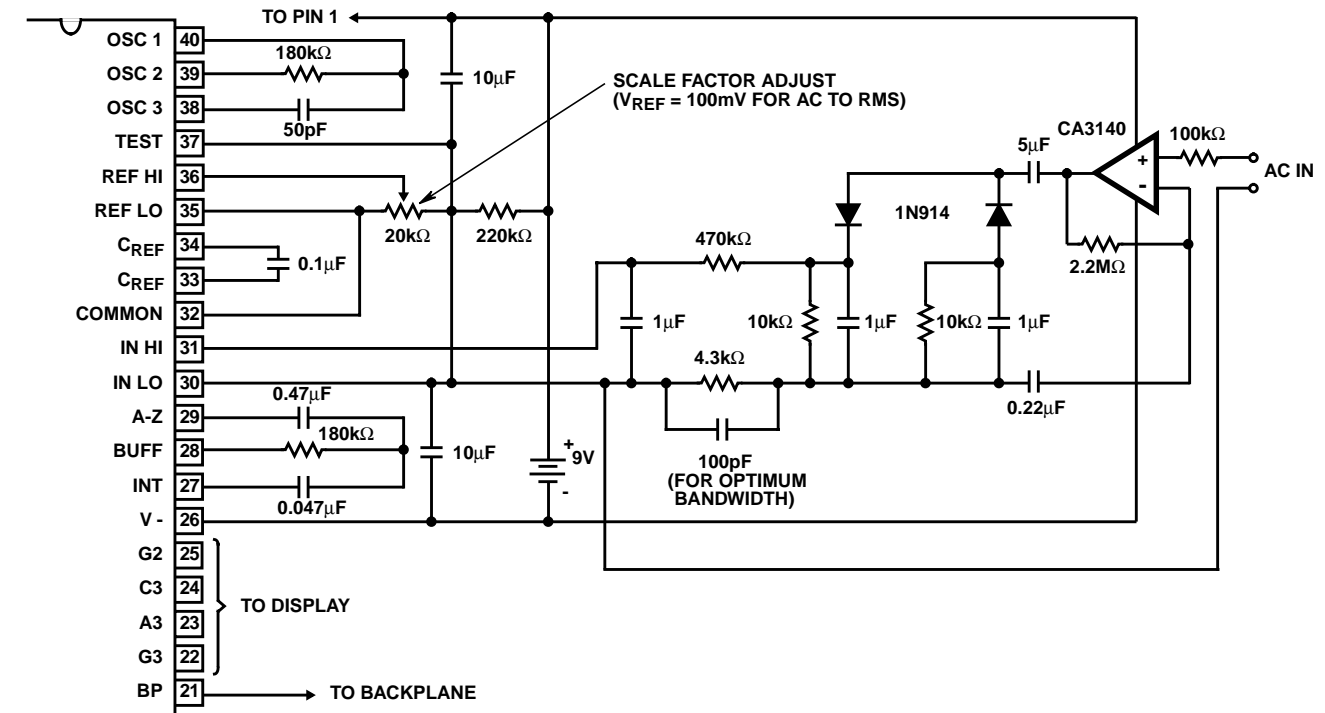 TO PIN 1
OSC 1 40
180kΩ
OSC 2 39
OSC 3 38
50pF
TEST 37
REF HI 36
REF LO 35
CREF 34
CREF 33
0.1µF
COMMON 32
IN HI 31
IN LO 30
0.47µF
A-Z 29
180kΩ
BUFF 28
INT 27
0.047µF
V - 26
G2 25
C3 24
A3 23
G3 22
BP 21
TO DISPLAY
TO BACKPLANE
10µF
SCALE FACTOR ADJUST
(VREF = 100mV FOR AC TO RMS)
20kΩ
220kΩ
10µF
+
9V
-
470kΩ
1µF
10kΩ
1µF
4.3kΩ
100pF
(FOR OPTIMUM
BANDWIDTH)
1N914
10kΩ
1µF
0.22µF
5µF
CA3140
+
-
100kΩ
AC IN
2.2MΩ